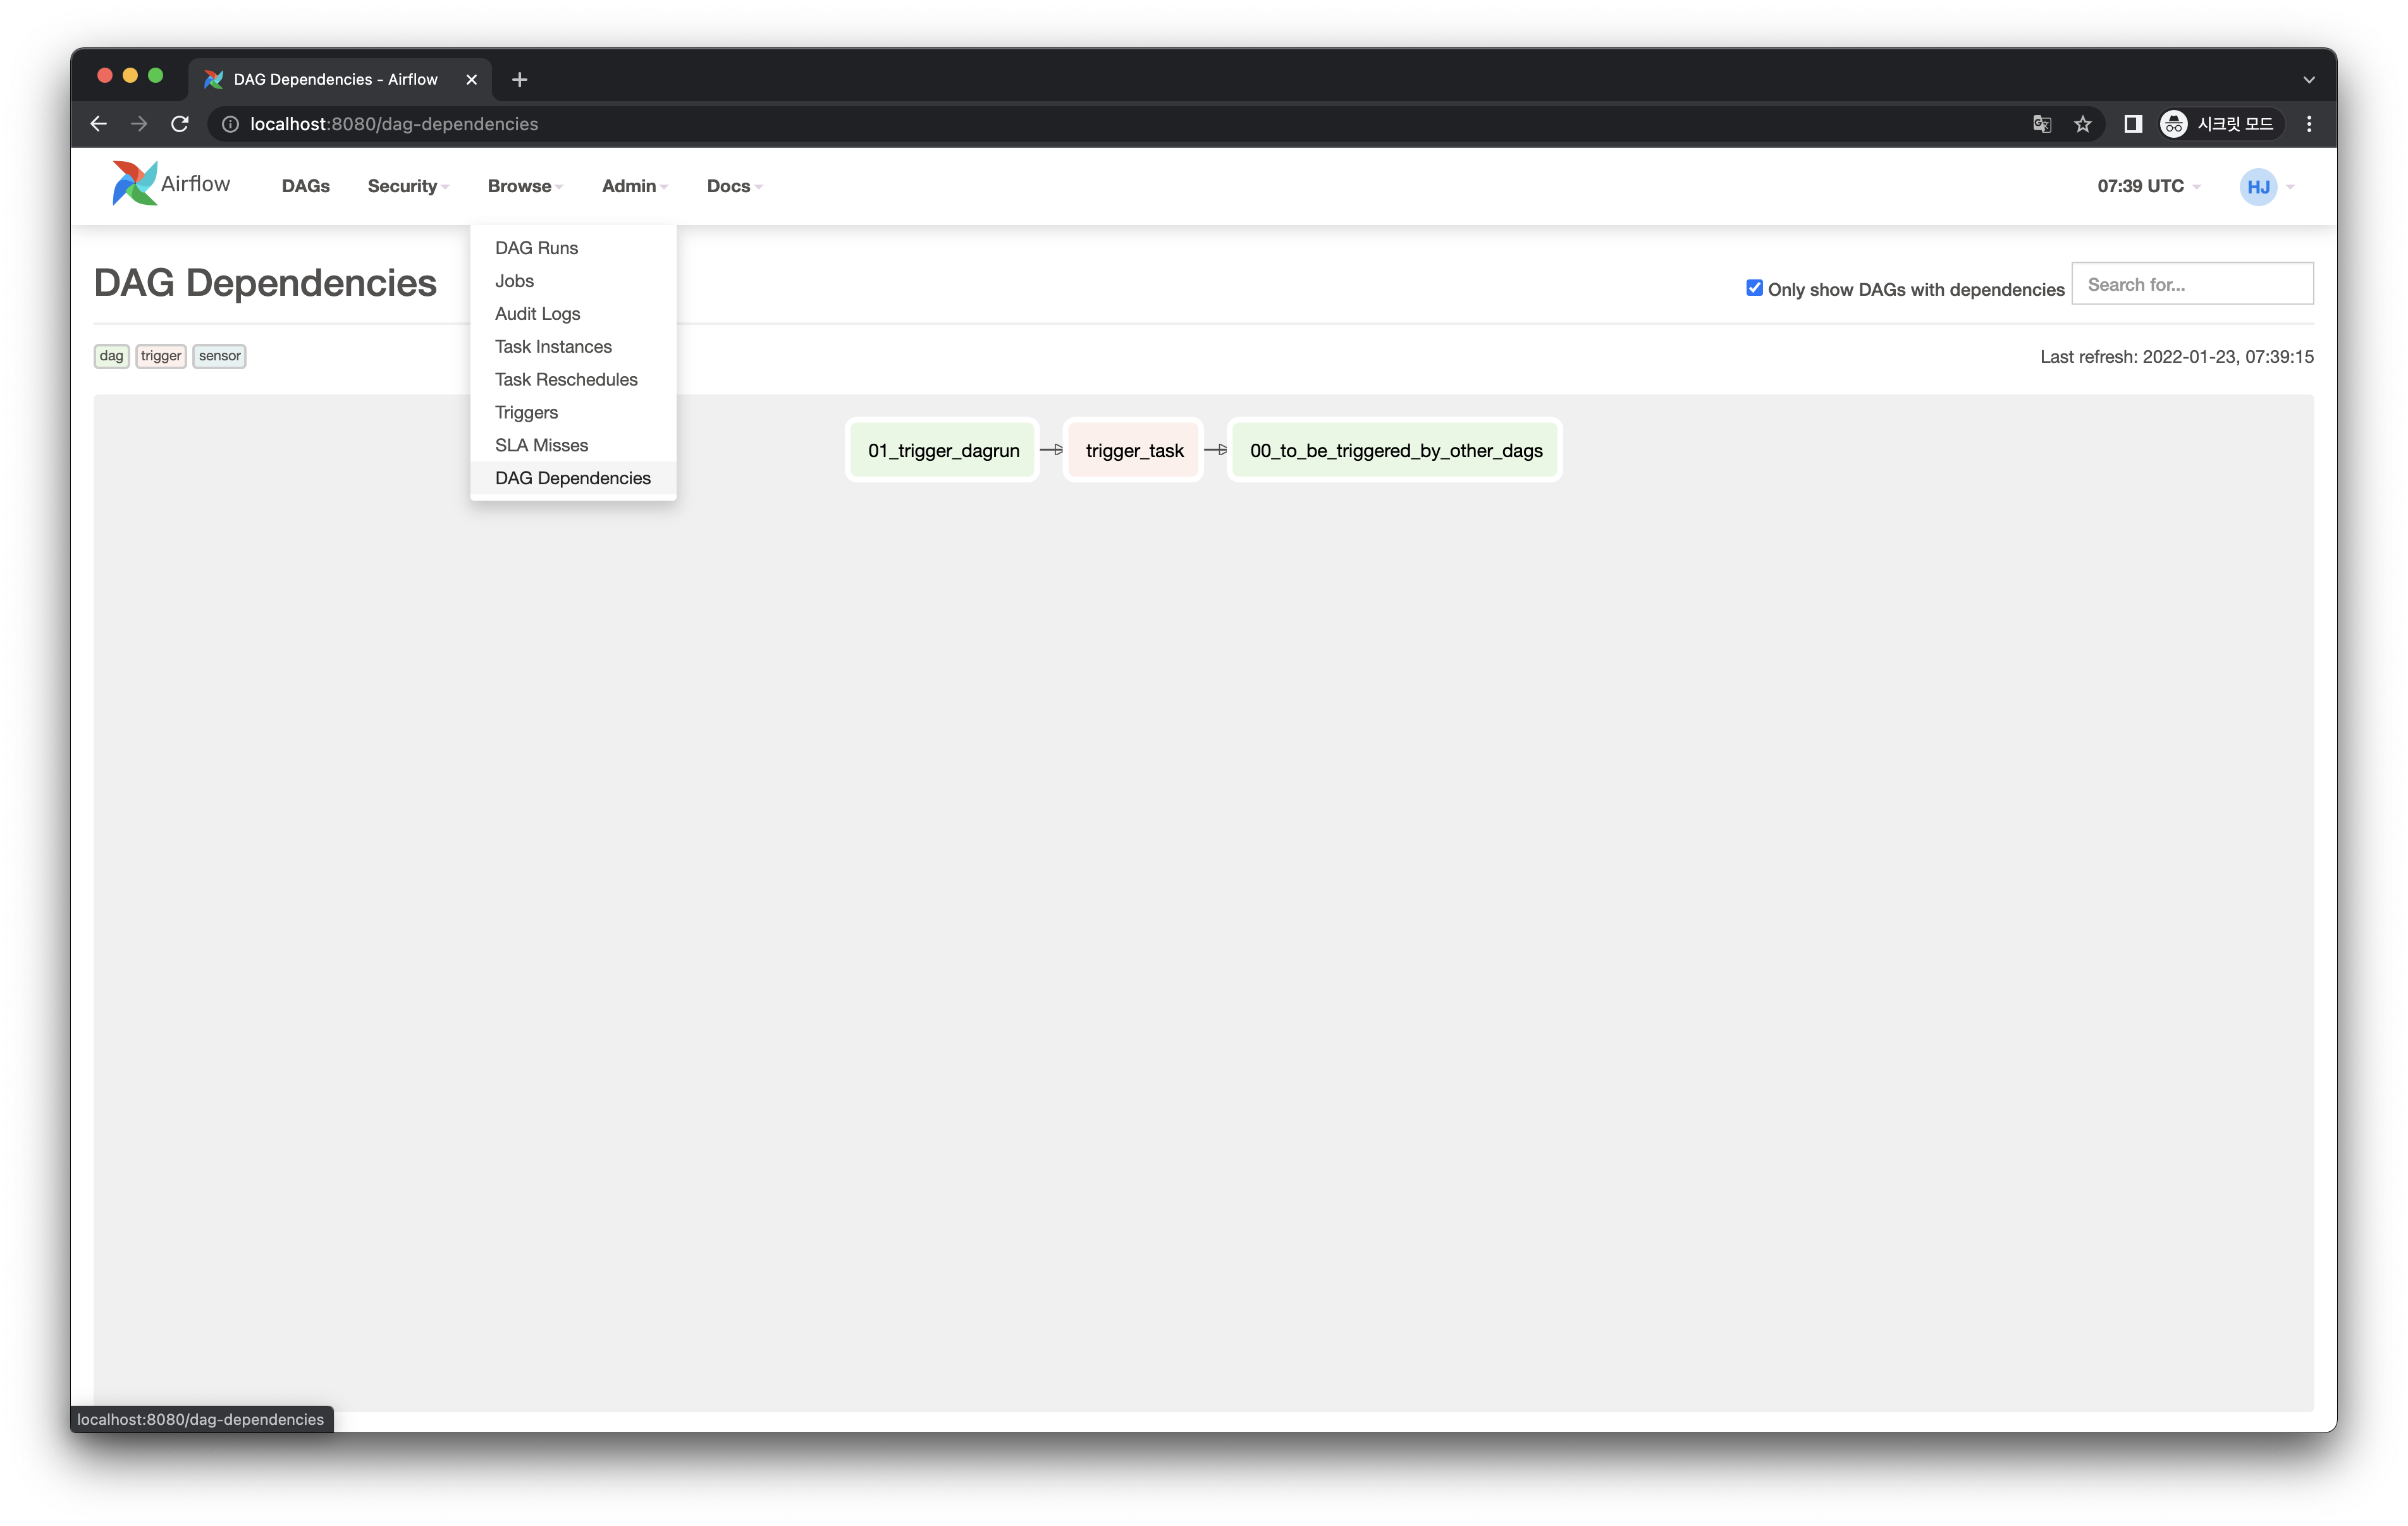 DAG Dependencies - Airflow
localhost:8080/dag-dependencies
시크릿 모드
Airflow
DAGs
Security
Browse
Admin
Docs
07:39 UTC
HJ
DAG Runs
Jobs
Audit Logs
Task Instances
Task Reschedules
Triggers
SLA Misses
DAG Dependencies
DAG Dependencies
Only show DAGs with dependencies
Search for...
dag
trigger
sensor
Last refresh: 2022-01-23, 07:39:15
01_trigger_dagrun
trigger_task
00_to_be_triggered_by_other_dags
localhost:8080/dag-dependencies